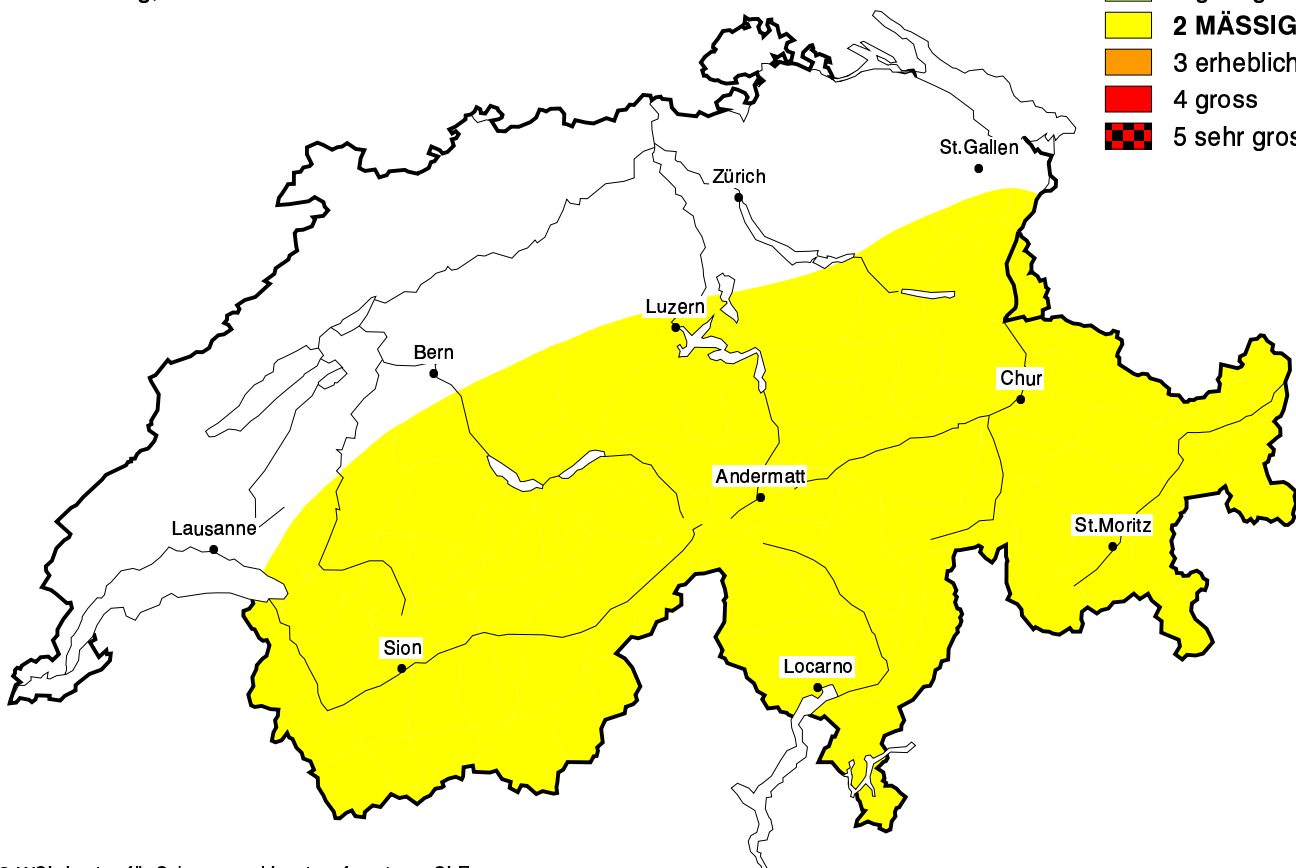 2 MÄSSIG
3 erheblich
4 gross
5 sehr gros
St.Gallen
Zürich
Luzern
Bern
Chur
Andermatt
Lausanne
St.Moritz
Sion
Locarno